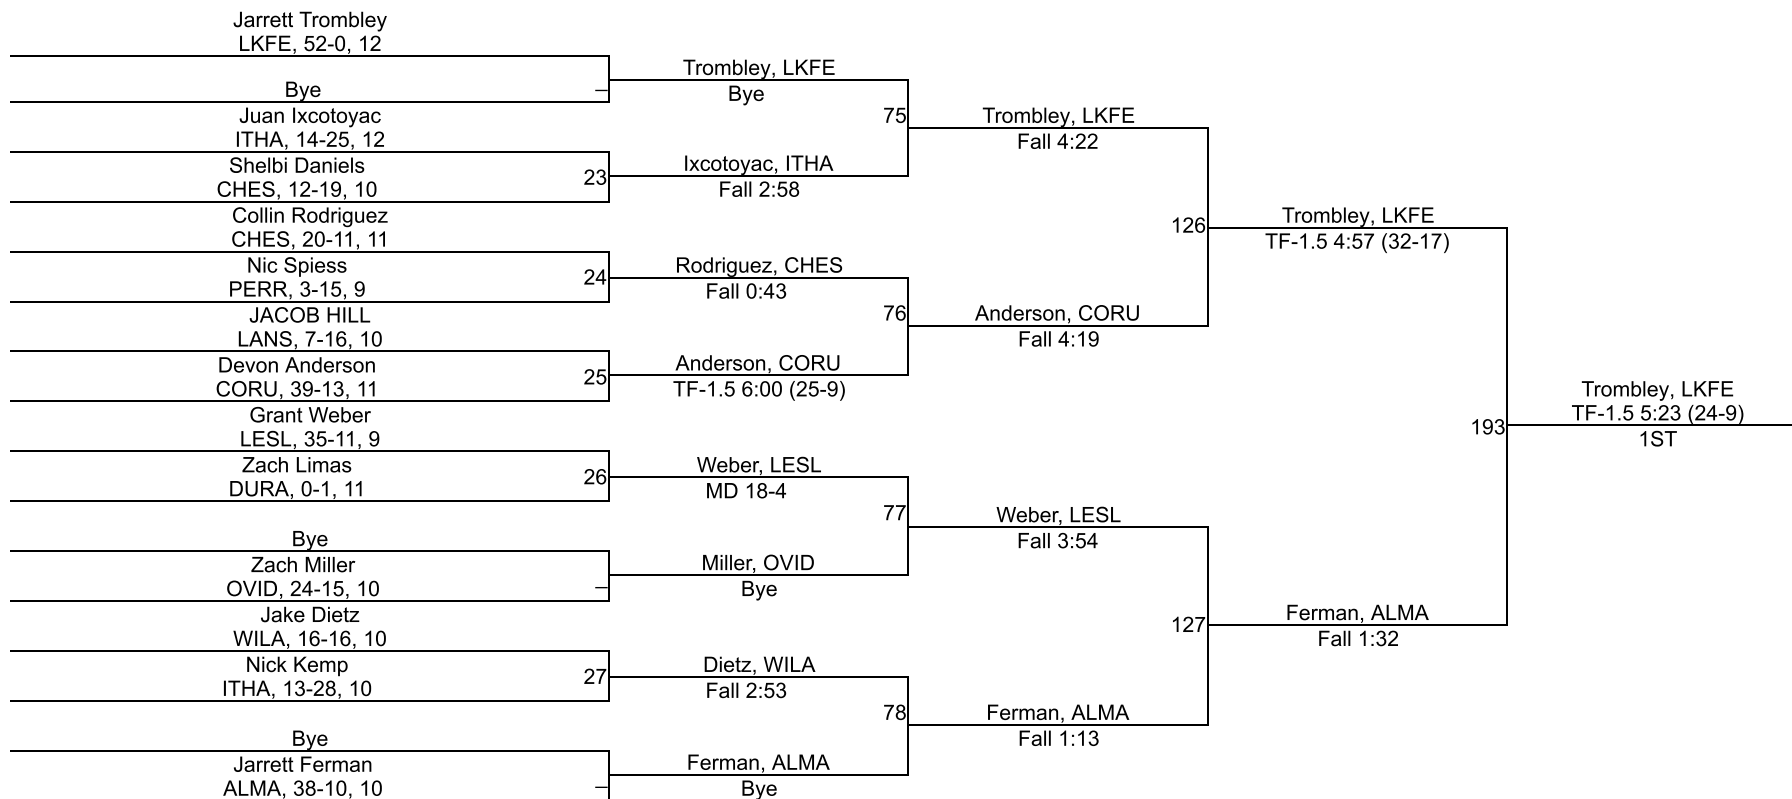 Jarrett Trombley
LKFE, 52-0, 12
Bye
–
Juan Ixcotoyac
ITHA, 14-25, 12
Shelbi Daniels
CHES, 12-19, 10
23
Collin Rodriguez
CHES, 20-11, 11
Nic Spiess
PERR, 3-15, 9
24
JACOB HILL
LANS, 7-16, 10
Devon Anderson
CORU, 39-13, 11
25
Grant Weber
LESL, 35-11, 9
Zach Limas
DURA, 0-1, 11
26
Bye
Zach Miller
OVID, 24-15, 10
–
Jake Dietz
WILA, 16-16, 10
Nick Kemp
ITHA, 13-28, 10
27
Bye
Jarrett Ferman
ALMA, 38-10, 10
–
Trombley, LKFE
Bye
75
Ixcotoyac, ITHA
Fall 2:58
Rodriguez, CHES
Fall 0:43
76
Anderson, CORU
TF-1.5 6:00 (25-9)
Weber, LESL
MD 18-4
77
Miller, OVID
Bye
Dietz, WILA
Fall 2:53
78
Ferman, ALMA
Bye
Trombley, LKFE
Fall 4:22
126
Anderson, CORU
Fall 4:19
Weber, LESL
Fall 3:54
127
Ferman, ALMA
Fall 1:13
Trombley, LKFE
TF-1.5 4:57 (32-17)
193
Ferman, ALMA
Fall 1:32
Trombley, LKFE
TF-1.5 5:23 (24-9)
1ST